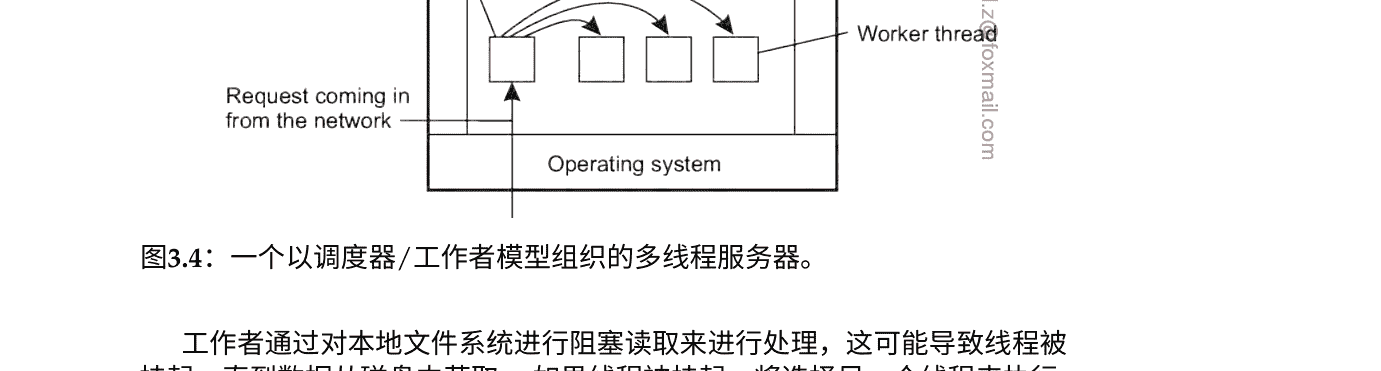 Worker thread
l.z@foxmail.com
Request coming in
from the network
Operating system
图3.4：一个以调度器/工作者模型组织的多线程服务器。
工作者通过对本地文件系统进行阻塞读取来进行处理，这可能导致线程被